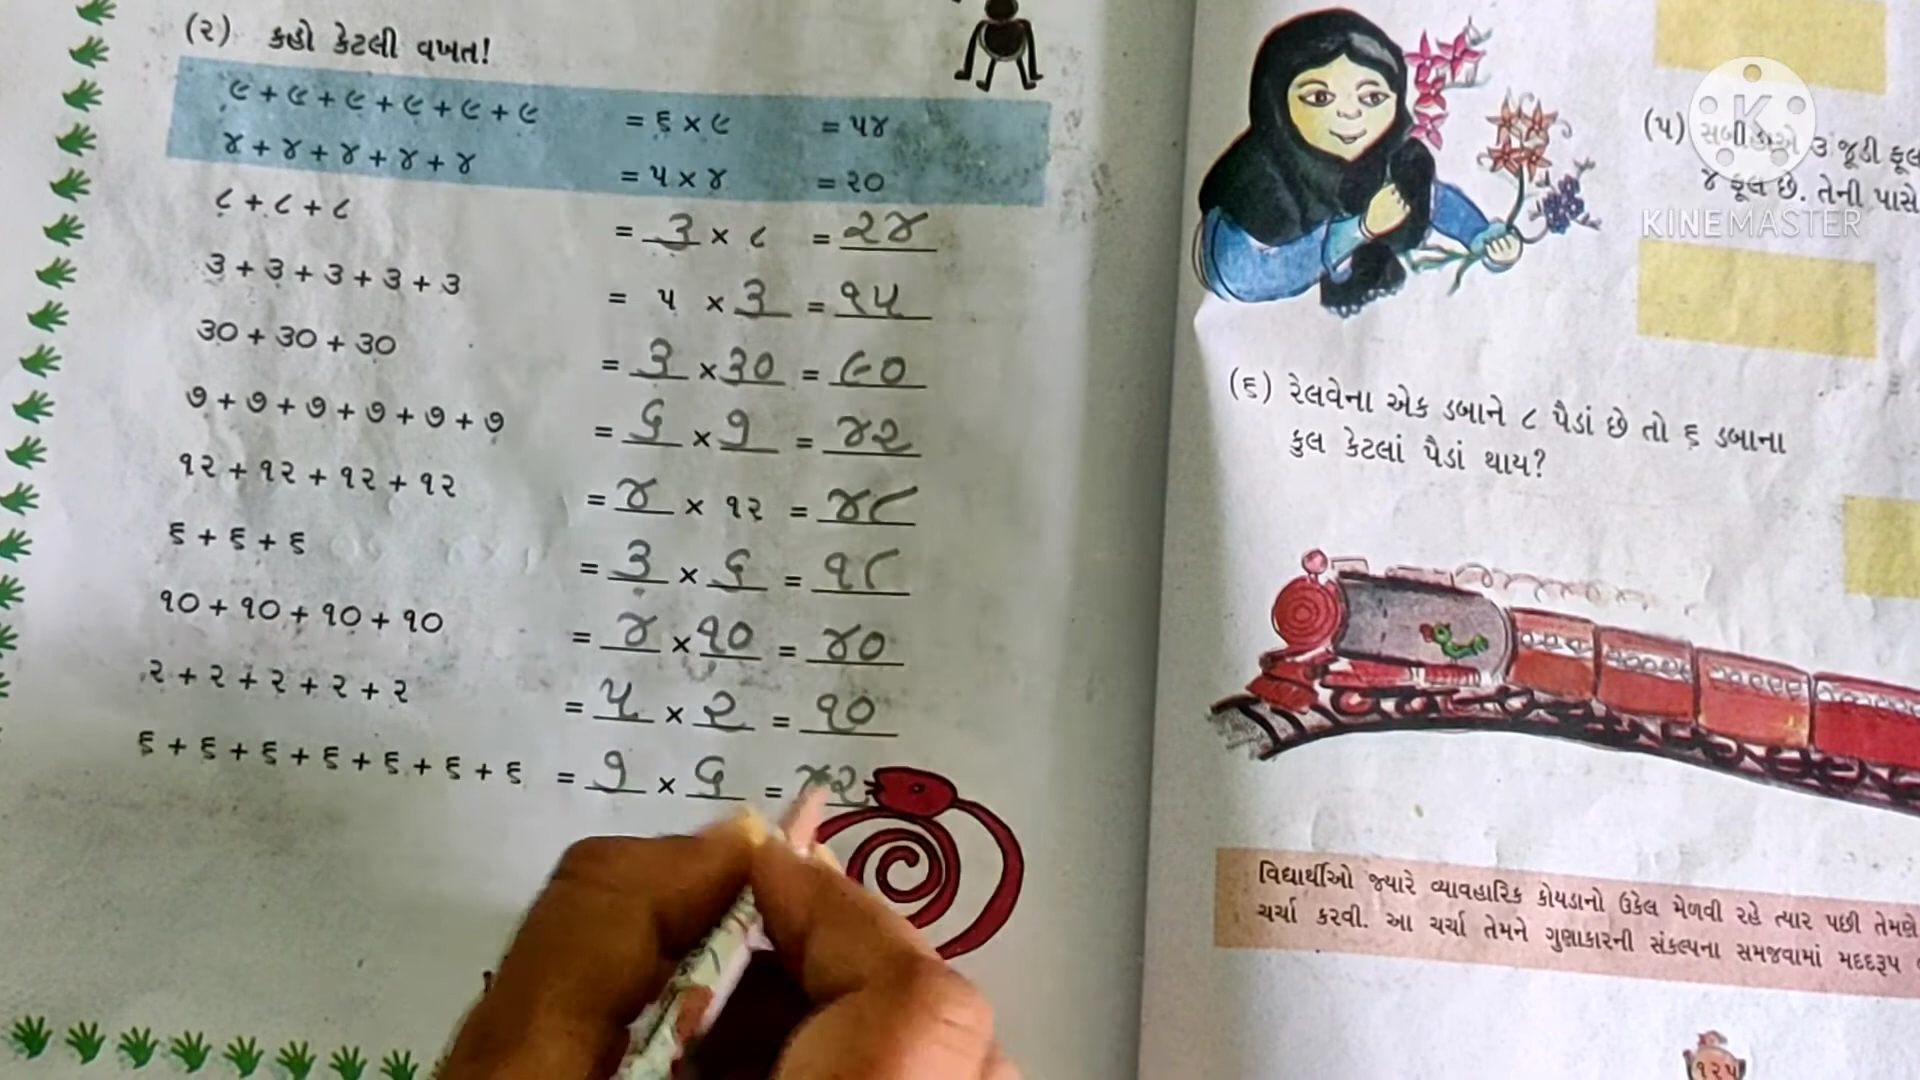 (૨) કહો કેટલી વખત!
૯ + ૯ + ૯ + ૯ + ૯ + ૯ = ૬ × ૯ = ૫૪
૪ + ૪ + ૪ + ૪ + ૪ = ૫ × ૪ = ૨૦
૮ + ૮ + ૮ = ૩ × ૮ = ૨૪
૩ + ૩ + ૩ + ૩ + ૩ = ૫ × ૩ = ૧૫
૩૦ + ૩૦ + ૩૦ = ૩ × ૩૦ = ૯૦
૭ + ૭ + ૭ + ૭ + ૭ + ૭ = ૬ × ૭ = ૪૨
૧૨ + ૧૨ + ૧૨ + ૧૨ = ૪ × ૧૨ = ૪૮
૬ + ૬ + ૬ = ૩ × ૬ = ૧૮
૧૦ + ૧૦ + ૧૦ + ૧૦ = ૪ × ૧૦ = ૪૦
૨ + ૨ + ૨ + ૨ + ૨ = ૫ × ૨ = ૧૦
૬ + ૬ + ૬ + ૬ + ૬ + ૬ + ૬ = ૭ × ૬ = ૪૨
(૫) ૩ જૂડી ફૂલ
૪ ફૂલ છે. તેની પાસે
K
KINEMASTER
(૬) રેલવેના એક ડબાને ૮ પૈડાં છે તો ૬ ડબાના
કુલ કેટલાં પૈડાં થાય?
વિદ્યાર્થીઓ જ્યારે વ્યાવહારિક કોયડાનો ઉકેલ મેળવી રહે ત્યાર પછી તેમણે
ચર્ચા કરવી. આ ચર્ચા તેમને ગુણાકારની સંકલ્પના સમજવામાં મદદરૂપ
૧૨૫